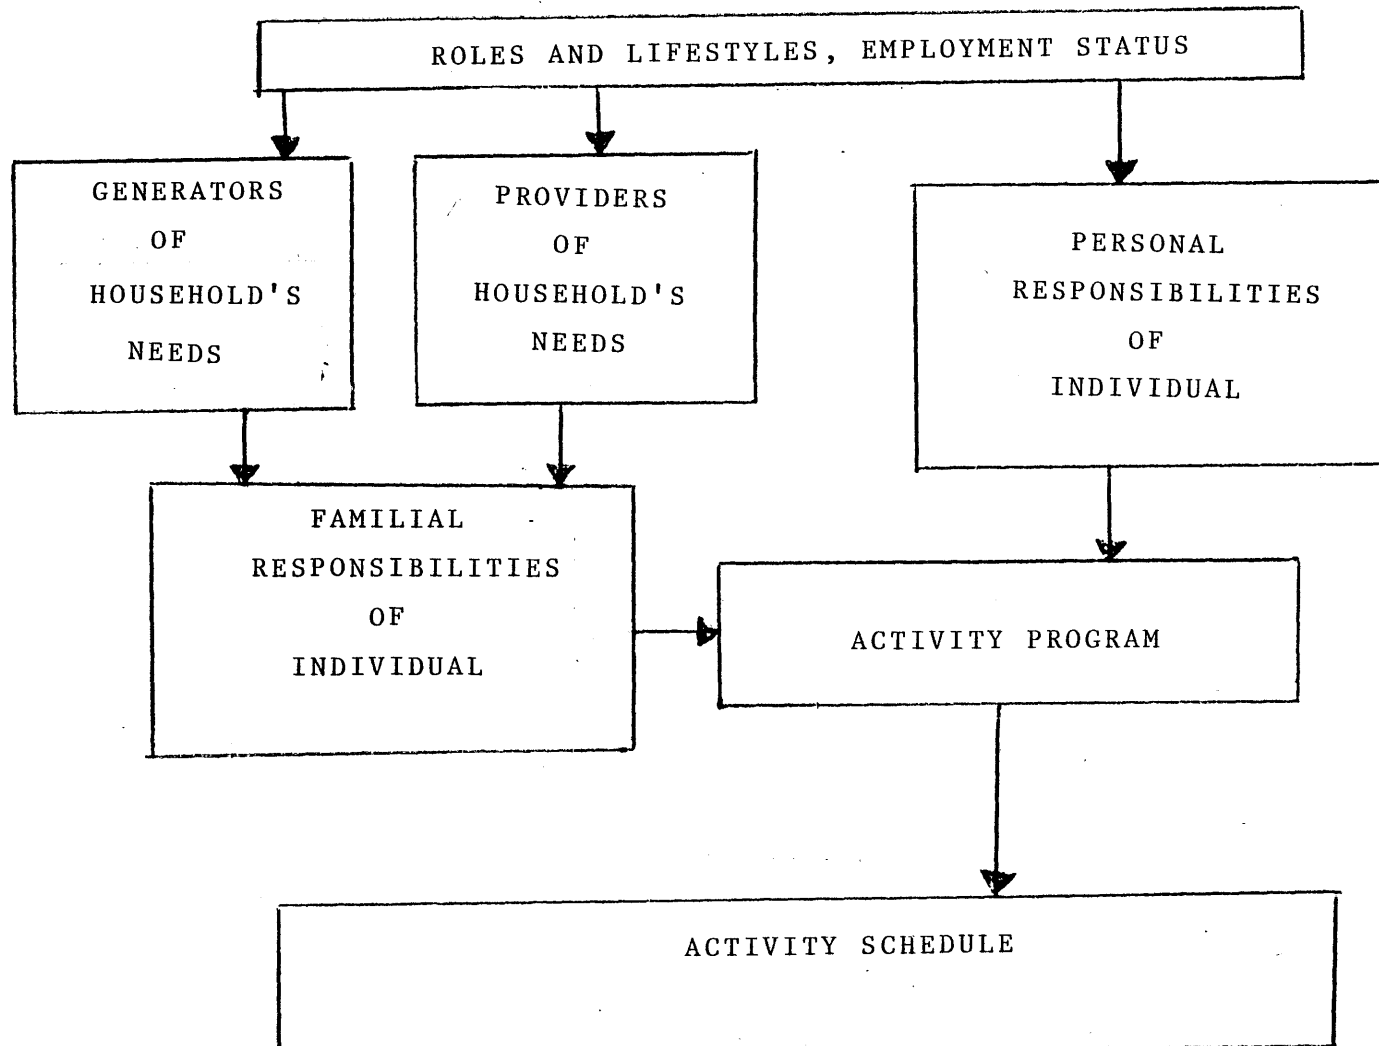 ROLES AND LIFESTYLES, EMPLOYMENT STATUS
GENERATORS
OF
HOUSEHOLD'S
NEEDS
PROVIDERS
OF
HOUSEHOLD'S
NEEDS
PERSONAL
RESPONSIBILITIES
OF
INDIVIDUAL
FAMILIAL
RESPONSIBILITIES
OF
INDIVIDUAL
ACTIVITY PROGRAM
ACTIVITY SCHEDULE